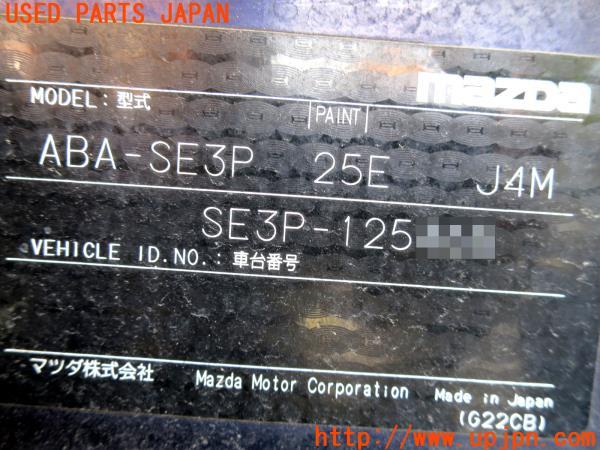 USED PARTS JAPAN
mazda
MODEL: 型式 PAINT
ABA-SE3P 25E J4M
SE3P-125
VEHICLE ID.NO.: 車台番号
マツダ株式会社 Mazda Motor Corporation Made in Japan
(G22CB)
http://www.upjpn.com